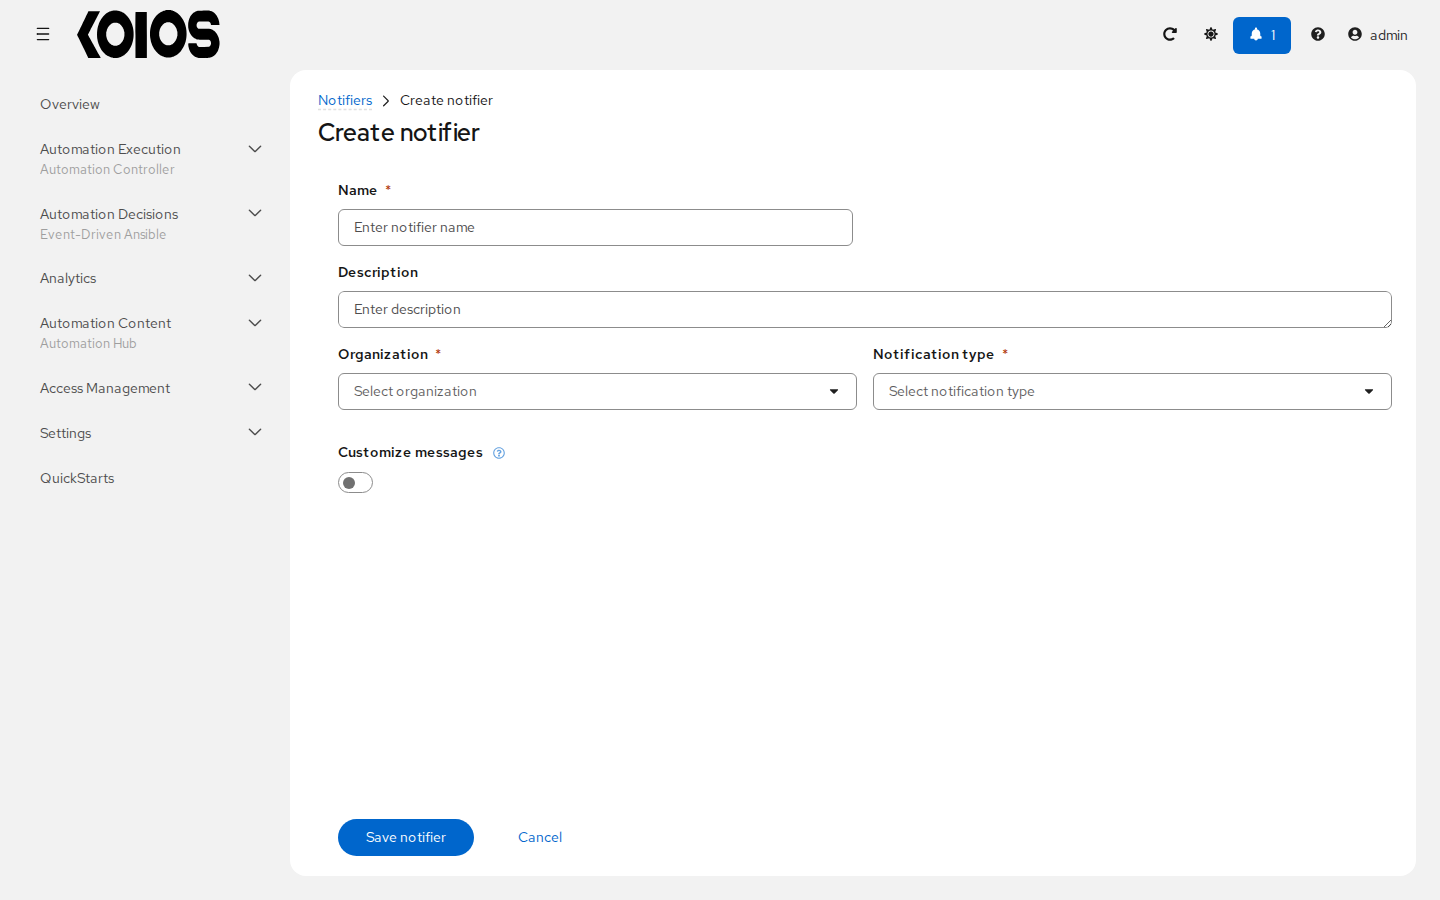 KOIOS
1
admin
Overview
Automation Execution
Automation Controller
Automation Decisions
Event-Driven Ansible
Analytics
Automation Content
Automation Hub
Access Management
Settings
QuickStarts
Notifiers > Create notifier
Create notifier
Name *
Enter notifier name
Description
Enter description
Organization *
Select organization
Notification type *
Select notification type
Customize messages
Save notifier
Cancel